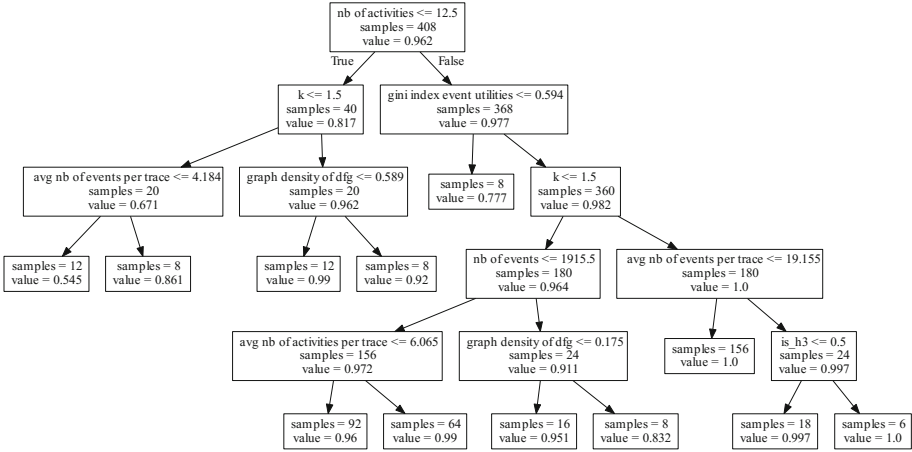 nb of activities <= 12.5
samples = 408
value = 0.962
True
False
k <= 1.5
samples = 40
value = 0.817
gini index event utilities <= 0.594
samples = 368
value = 0.977
avg nb of events per trace <= 4.184
samples = 20
value = 0.671
graph density of dfg <= 0.589
samples = 20
value = 0.962
samples = 8
value = 0.777
k <= 1.5
samples = 360
value = 0.982
samples = 12
value = 0.545
samples = 8
value = 0.861
samples = 12
value = 0.99
samples = 8
value = 0.92
nb of events <= 1915.5
samples = 180
value = 0.964
avg nb of events per trace <= 19.155
samples = 180
value = 1.0
avg nb of activities per trace <= 6.065
samples = 156
value = 0.972
graph density of dfg <= 0.175
samples = 24
value = 0.911
samples = 156
value = 1.0
is_h3 <= 0.5
samples = 24
value = 0.997
samples = 92
value = 0.96
samples = 64
value = 0.99
samples = 16
value = 0.951
samples = 8
value = 0.832
samples = 18
value = 0.997
samples = 6
value = 1.0